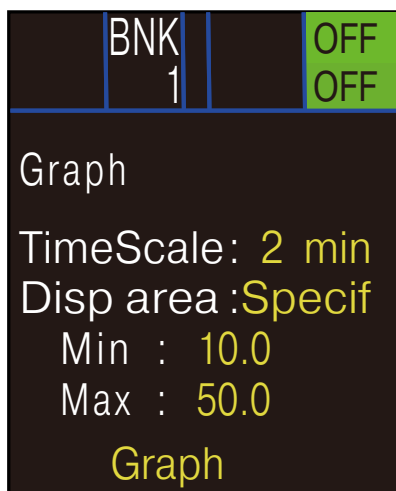 BNK OFF
1 OFF
Graph
TimeScale: 2 min
Disp area :Specif
Min : 10.0
Max : 50.0
Graph